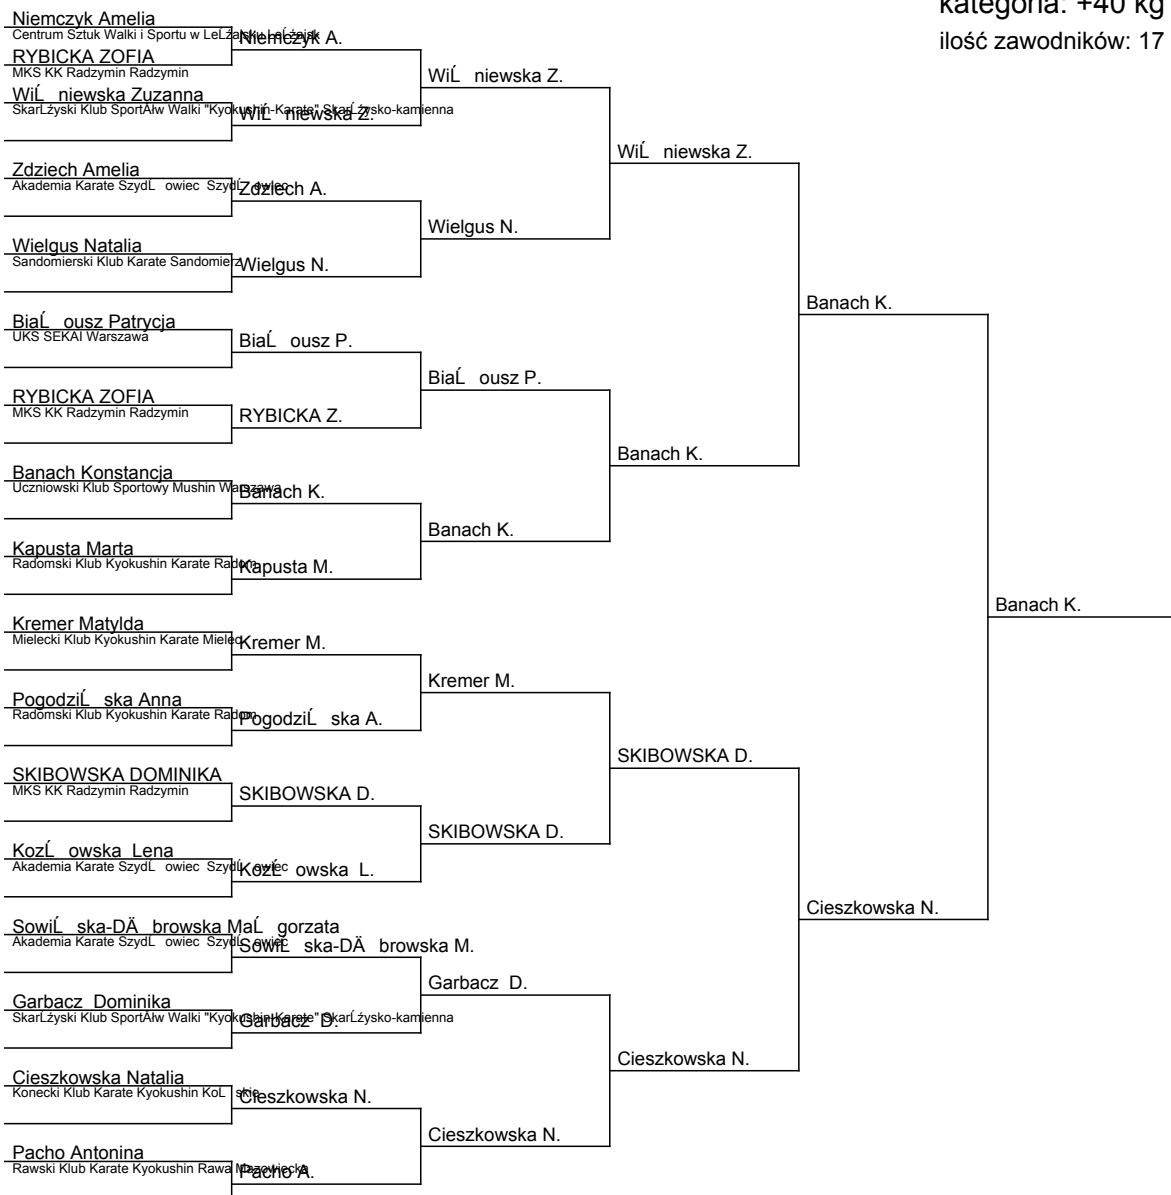 kategoria: +40 kg
ilość zawodników: 17
Niemczyk Amelia
Centrum Sztuk Walki i Sportu w LeĹźajsku LeĹźajsk
RYBICKA ZOFIA
MKS KK Radzymin Radzymin
WiĹ niewska Zuzanna
SkarĹźyski Klub SportĂłw Walki "Kyokushin-Karate" SkarĹźysko-kamienna
Zdziech Amelia
Akademia Karate SzydĹ owiec SzydĹ owiec
Wielgus Natalia
Sandomierski Klub Karate Sandomierz
BiaĹ ousz Patrycja
UKS SEKAI Warszawa
RYBICKA ZOFIA
MKS KK Radzymin Radzymin
Banach Konstancja
Uczniowski Klub Sportowy Mushin Warszawa
Kapusta Marta
Radomski Klub Kyokushin Karate Radom
Kremer Matylda
Mielecki Klub Kyokushin Karate Mielec
PogodziĹ ska Anna
Radomski Klub Kyokushin Karate Radom
SKIBOWSKA DOMINIKA
MKS KK Radzymin Radzymin
KozĹ owska Lena
Akademia Karate SzydĹ owiec SzydĹ owiec
SowiĹ ska-DÄ browska MaĹ gorzata
Akademia Karate SzydĹ owiec SzydĹ owiec
Garbacz Dominika
SkarĹźyski Klub SportĂłw Walki "Kyokushin-Karate" SkarĹźysko-kamienna
Cieszkowska Natalia
Konecki Klub Karate Kyokushin KoĹ skie
Pacho Antonina
Rawski Klub Karate Kyokushin Rawa Mazowiecka
Niemczyk A.
WiĹ niewska Z.
Zdziech A.
Wielgus N.
BiaĹ ousz P.
RYBICKA Z.
Banach K.
Kapusta M.
Kremer M.
PogodziĹ ska A.
SKIBOWSKA D.
KozĹ owska L.
SowiĹ ska-DÄ browska M.
Garbacz D.
Cieszkowska N.
Pacho A.
WiĹ niewska Z.
Wielgus N.
BiaĹ ousz P.
Banach K.
Kremer M.
SKIBOWSKA D.
Garbacz D.
Cieszkowska N.
WiĹ niewska Z.
Banach K.
SKIBOWSKA D.
Cieszkowska N.
Banach K.
Cieszkowska N.
Banach K.